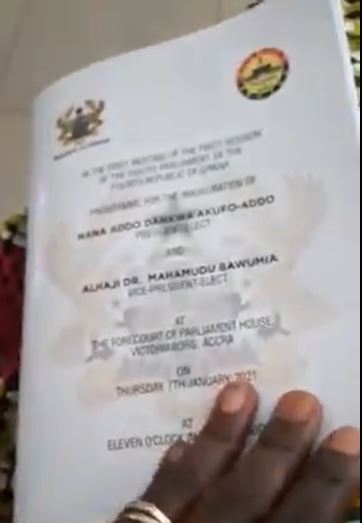 IN THE FIRST MEETING OF THE FIRST SESSION
OF THE EIGHTH PARLIAMENT OF THE
FOURTH REPUBLIC OF GHANA
PROGRAMME FOR THE INAUGURATION OF
NANA ADDO DANKWA AKUFO-ADDO
PRESIDENT-ELECT
AND
ALHAJI DR. MAHAMUDU BAWUMIA
VICE-PRESIDENT-ELECT
AT
THE FORECOURT OF PARLIAMENT HOUSE,
VICTORIABORG, ACCRA
ON
THURSDAY 7TH JANUARY 2021
AT
ELEVEN O'CLOCK